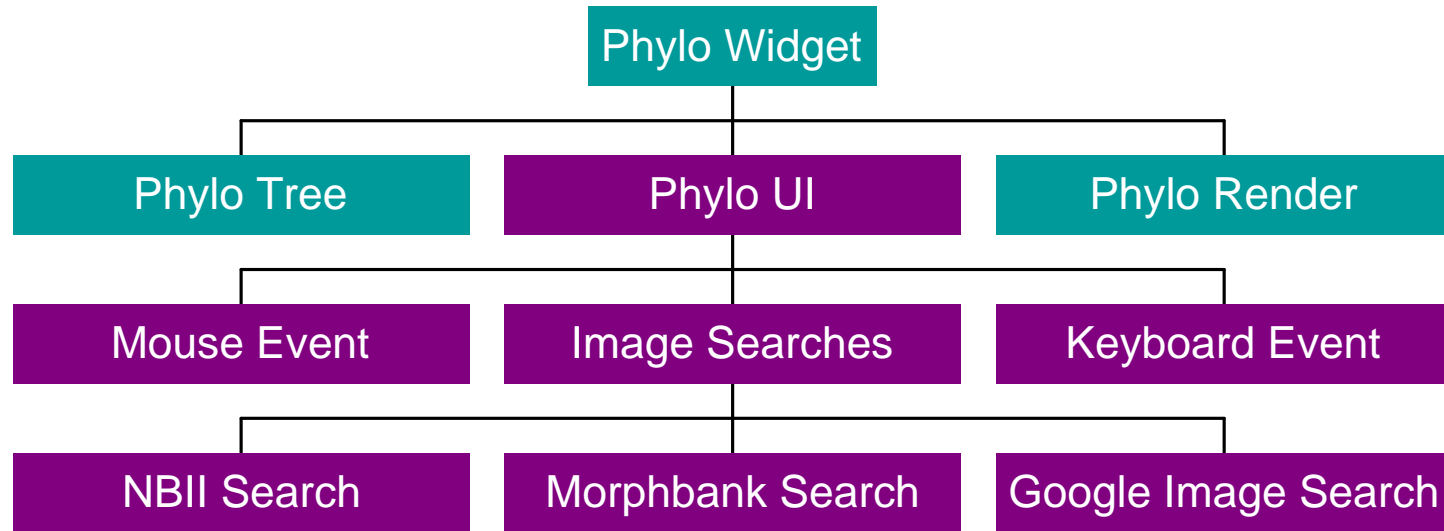 Phylo Widget
Phylo Tree
Phylo UI
Phylo Render
Mouse Event
Image Searches
Keyboard Event
NBII Search
Morphbank Search
Google Image Search